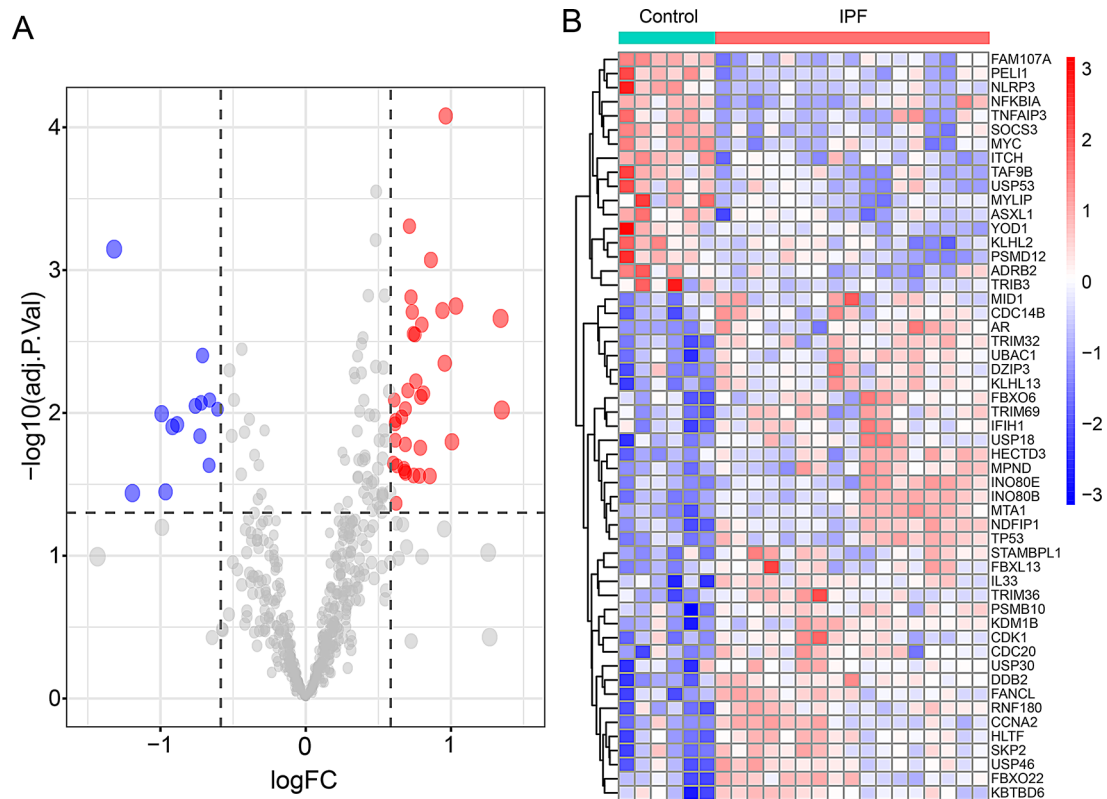 A
4
3
2
1
0
−log10(adj.P.Val)
−1
0
1
logFC
B
Control
IPF
FAM107A
PELI1
NLRP3
NFKBIA
TNFAIP3
SOCS3
MYC
ITCH
TAF9B
USP53
MYLIP
ASXL1
YOD1
KLHL2
PSMD12
ADRB2
TRIB3
MID1
CDC14B
AR
TRIM32
UBAC1
DZIP3
KLHL13
FBXO6
TRIM69
IFIH1
USP18
HECTD3
MPND
INO80E
INO80B
MTA1
NDFIP1
TP53
STAMBPL1
FBXL13
IL33
TRIM36
PSMB10
KDM1B
CDK1
CDC20
USP30
DDB2
FANCL
RNF180
CCNA2
HLTF
SKP2
USP46
FBXO22
KBTBD6
3
2
1
0
−1
−2
−3